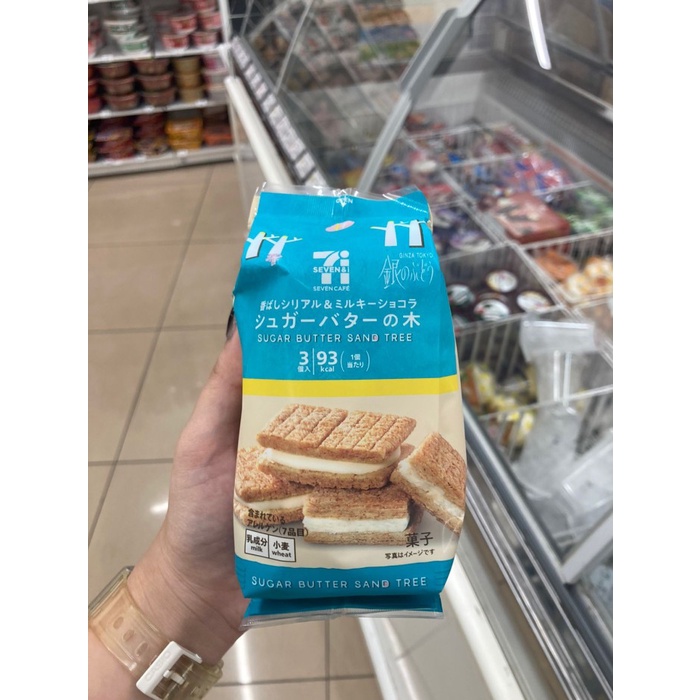 7i
SEVEN&i
SEVEN CAFÉ
GINZA TOKYO
銀のぶどう
香ばしシリアル&ミルキーショコラ
シュガーバターの木
SUGAR BUTTER SAND TREE
3個入 93kcal (1個当たり)
含まれている
アレルゲン(7品目)
乳成分 小麦
milk wheat
菓子
写真はイメージです
SUGAR BUTTER SAND TREE